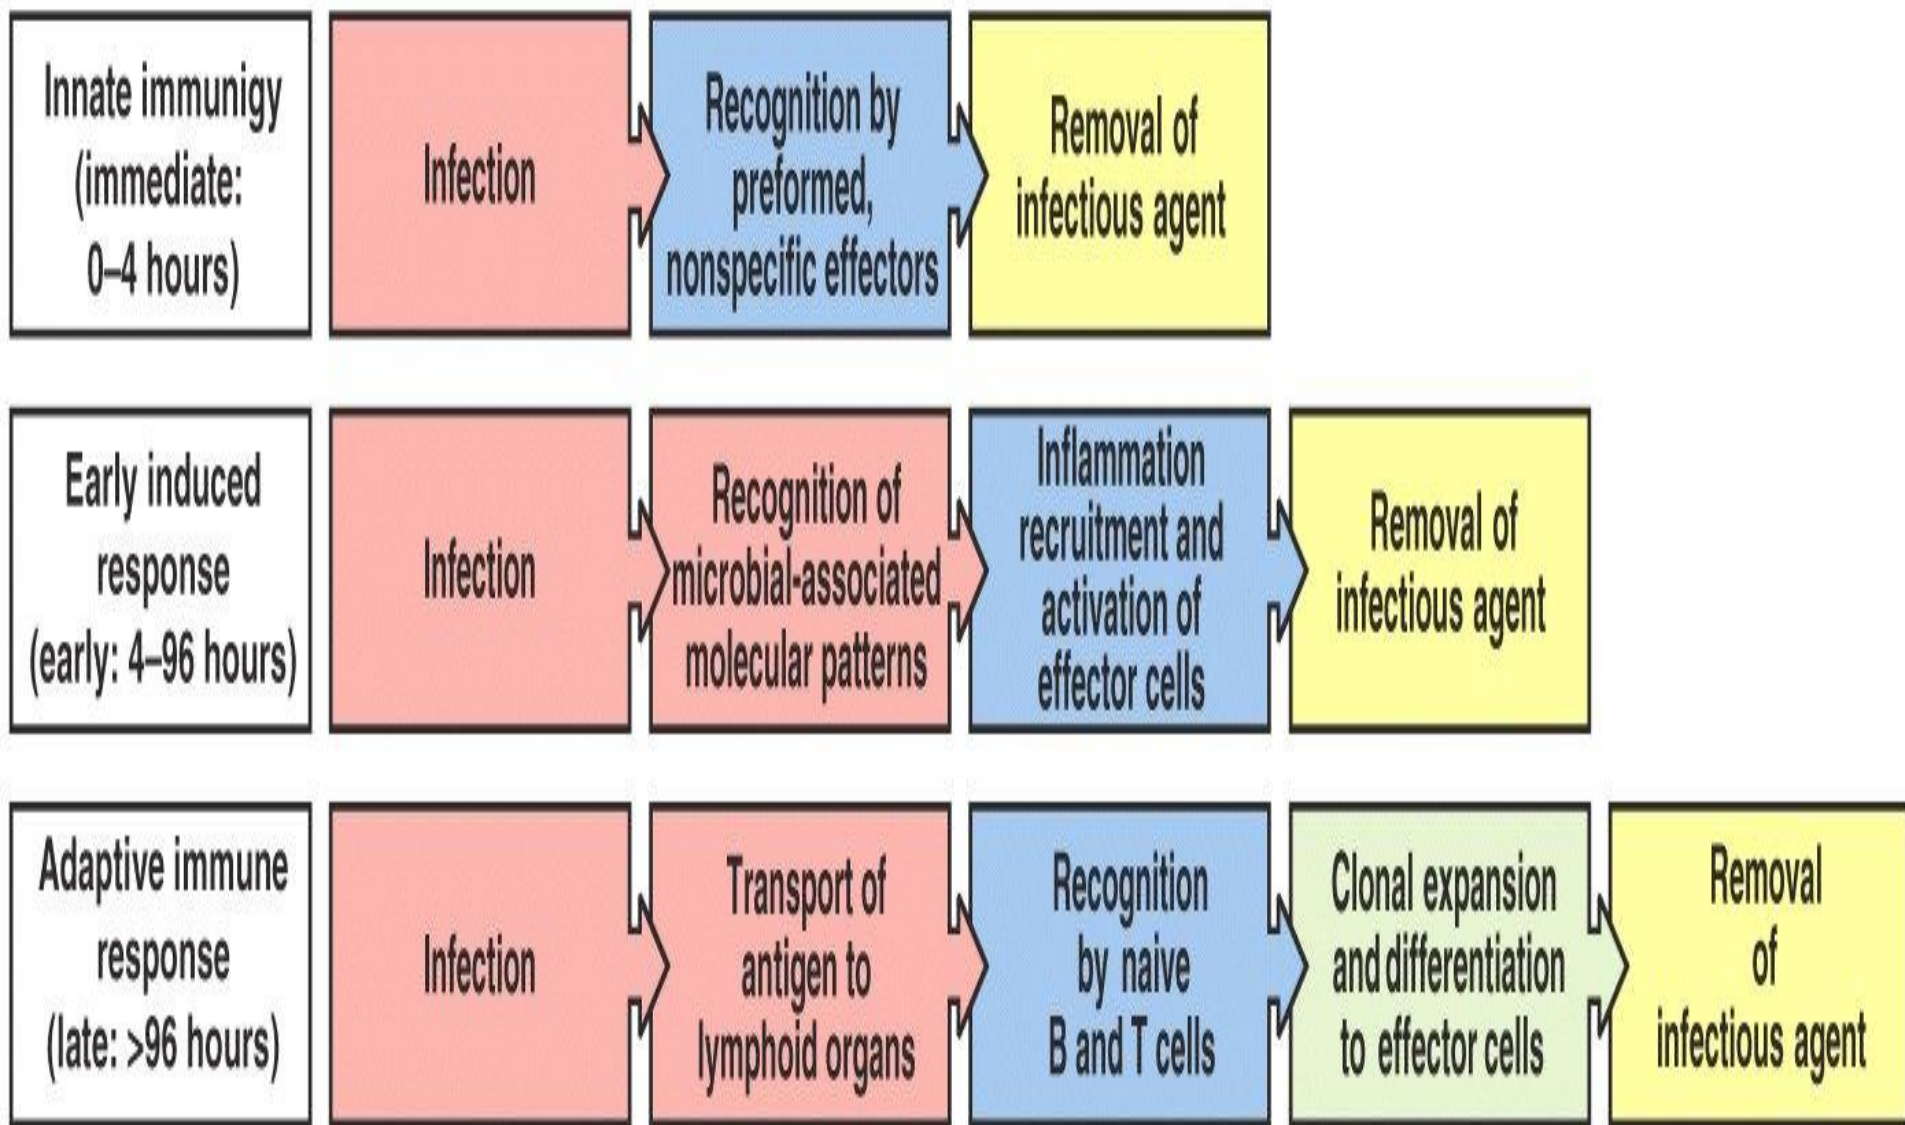 Innate immunigy
(immediate:
0–4 hours)
Infection
Recognition by
preformed,
nonspecific effectors
Removal of
infectious agent
Early induced
response
(early: 4–96 hours)
Infection
Recognition of
microbial-associated
molecular patterns
Inflammation
recruitment and
activation of
effector cells
Removal of
infectious agent
Adaptive immune
response
(late: >96 hours)
Infection
Transport of
antigen to
lymphoid organs
Recognition
by naive
B and T cells
Clonal expansion
and differentiation
to effector cells
Removal
of
infectious agent